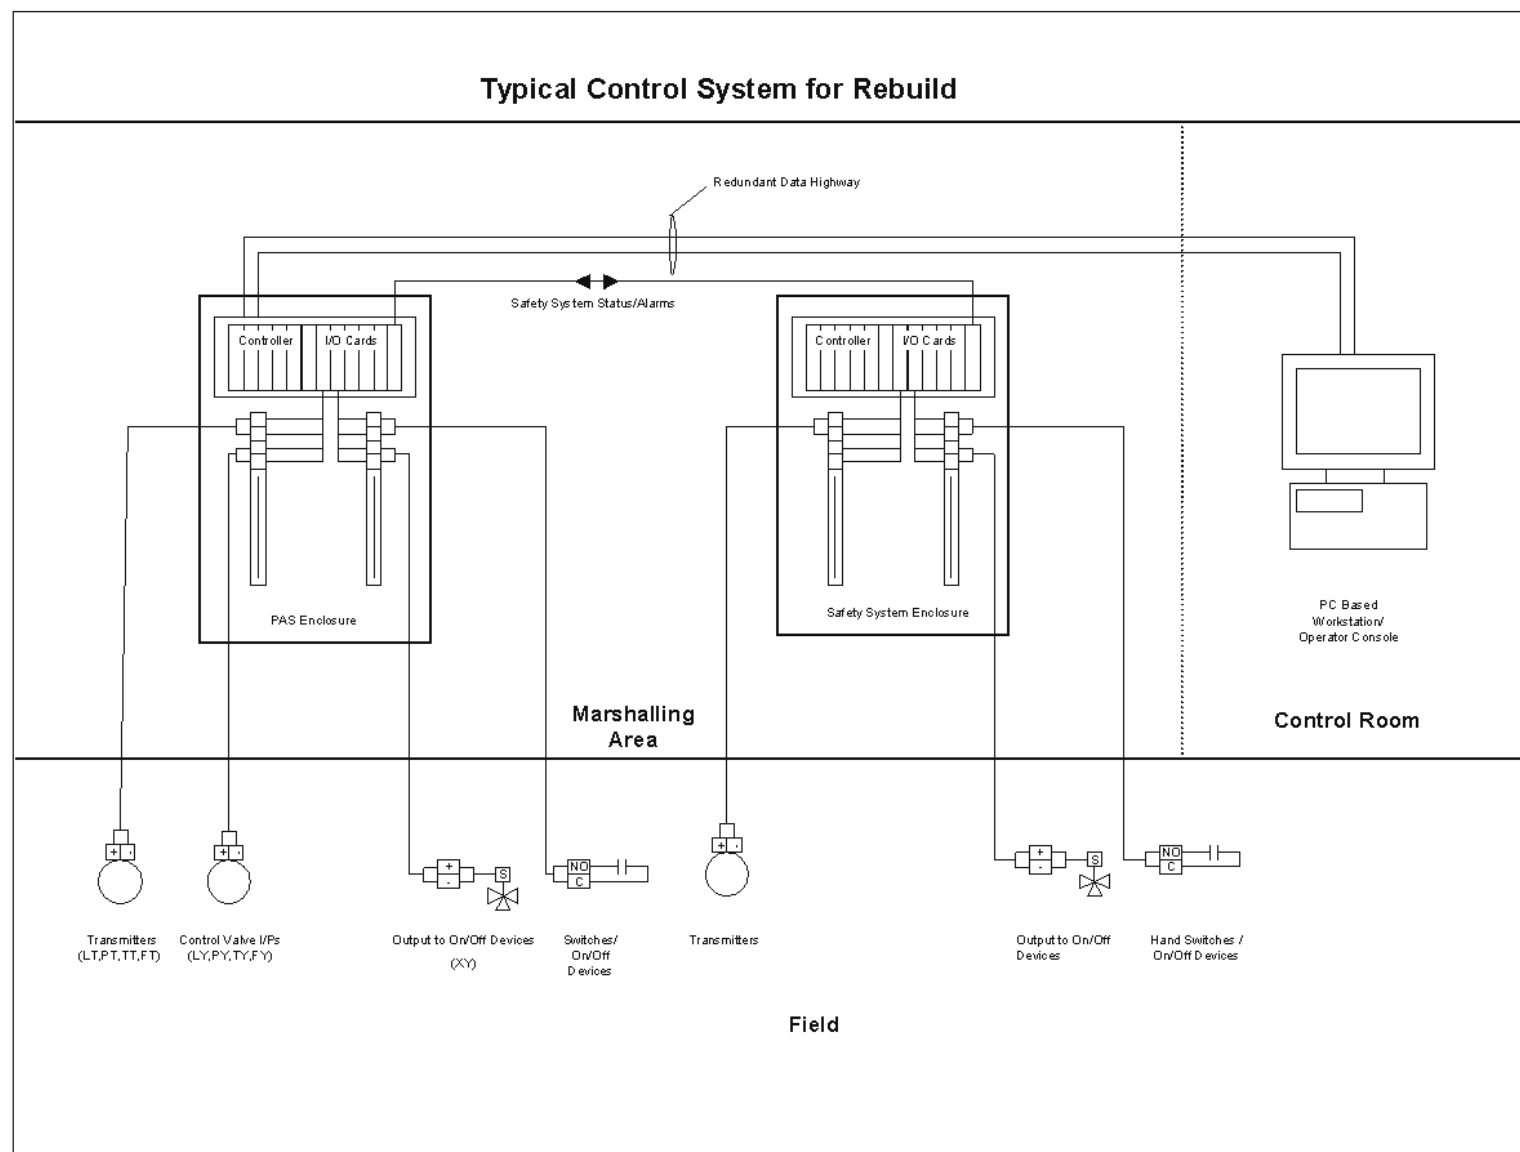 Typical Control System for Rebuild
Redundant Data Highway
Safety System Status/Alarms
Controller
I/O Cards
Controller
I/O Cards
PAS Enclosure
Safety System Enclosure
PC Based
Workstation/
Operator Console
Marshalling
Area
Control Room
+ -
+ -
+
-
S
NO
C
+ -
+
-
S
NO
C
Transmitters
(LT,PT,TT,FT)
Control Valve I/Ps
(LY,PY,TY,FY)
Output to On/Off Devices
(XY)
Switches/
On/Off
Devices
Transmitters
Output to On/Off
Devices
Hand Switches /
On/Off Devices
Field